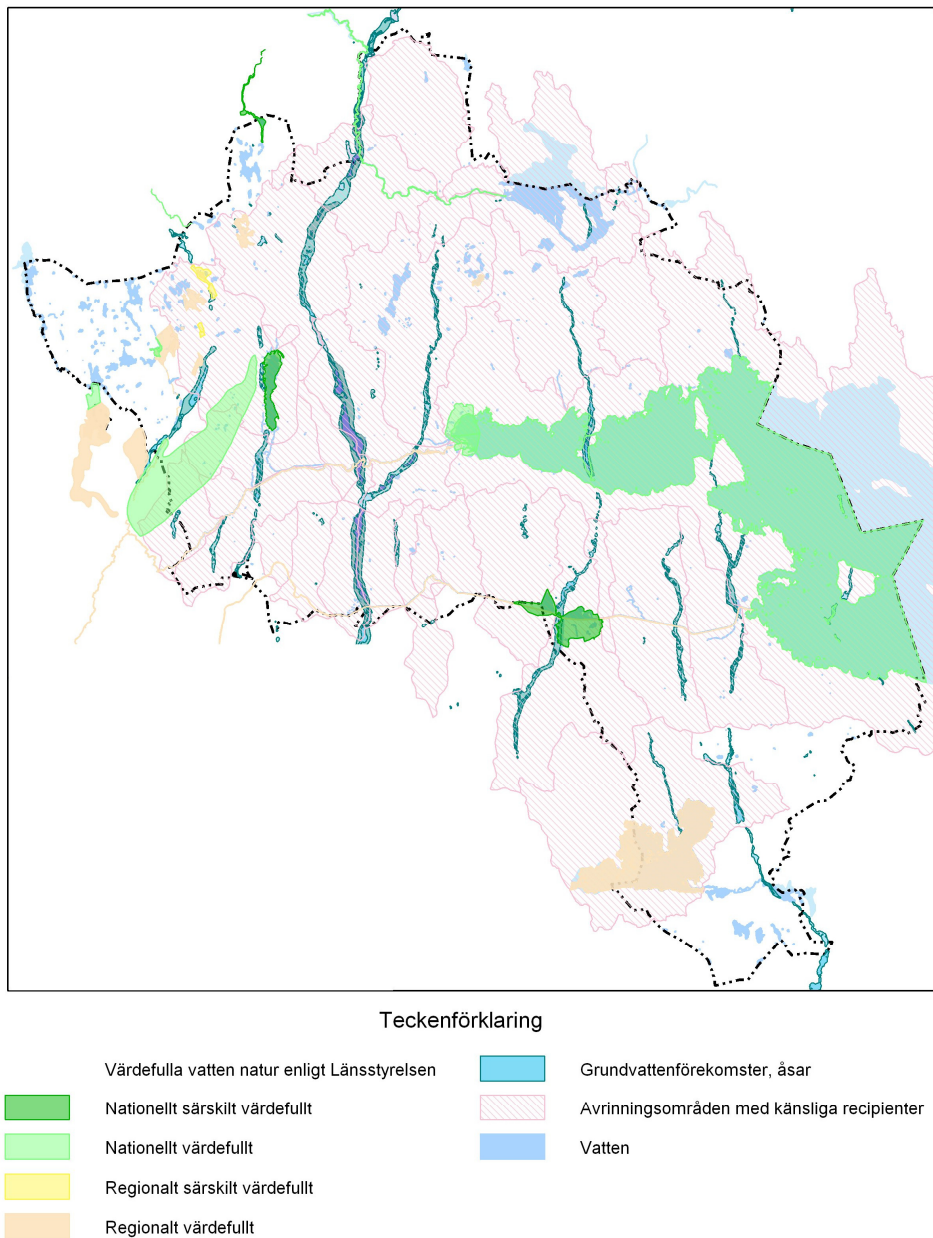 Teckenförklaring
Värdefulla vatten natur enligt Länsstyrelsen
Nationellt särskilt värdefullt
Nationellt värdefullt
Regionalt särskilt värdefullt
Regionalt värdefullt
Grundvattenförekomster, åsar
Avrinningsområden med känsliga recipienter
Vatten